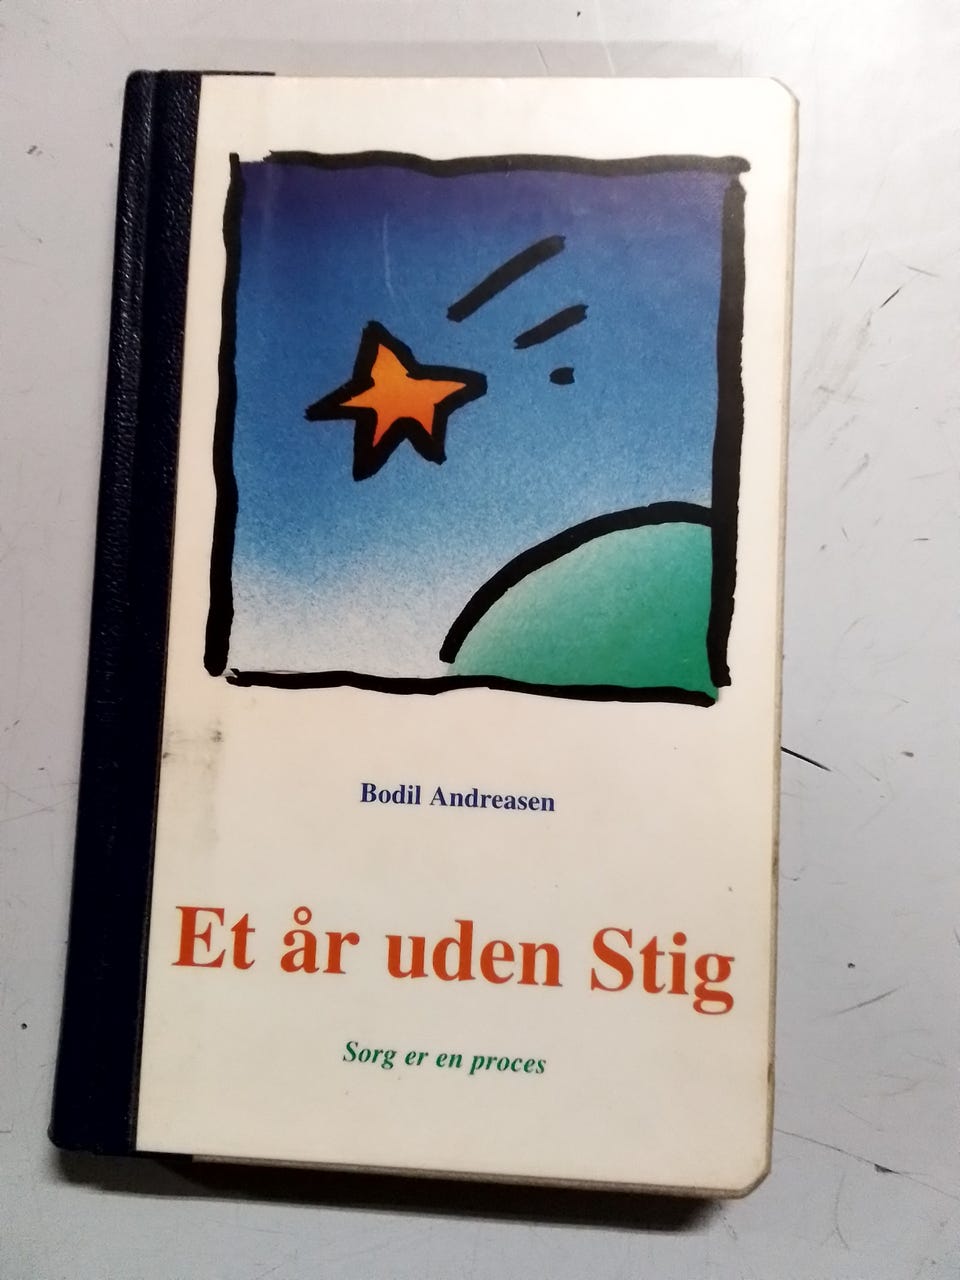 Bodil Andreasen
Et år uden Stig
Sorg er en proces